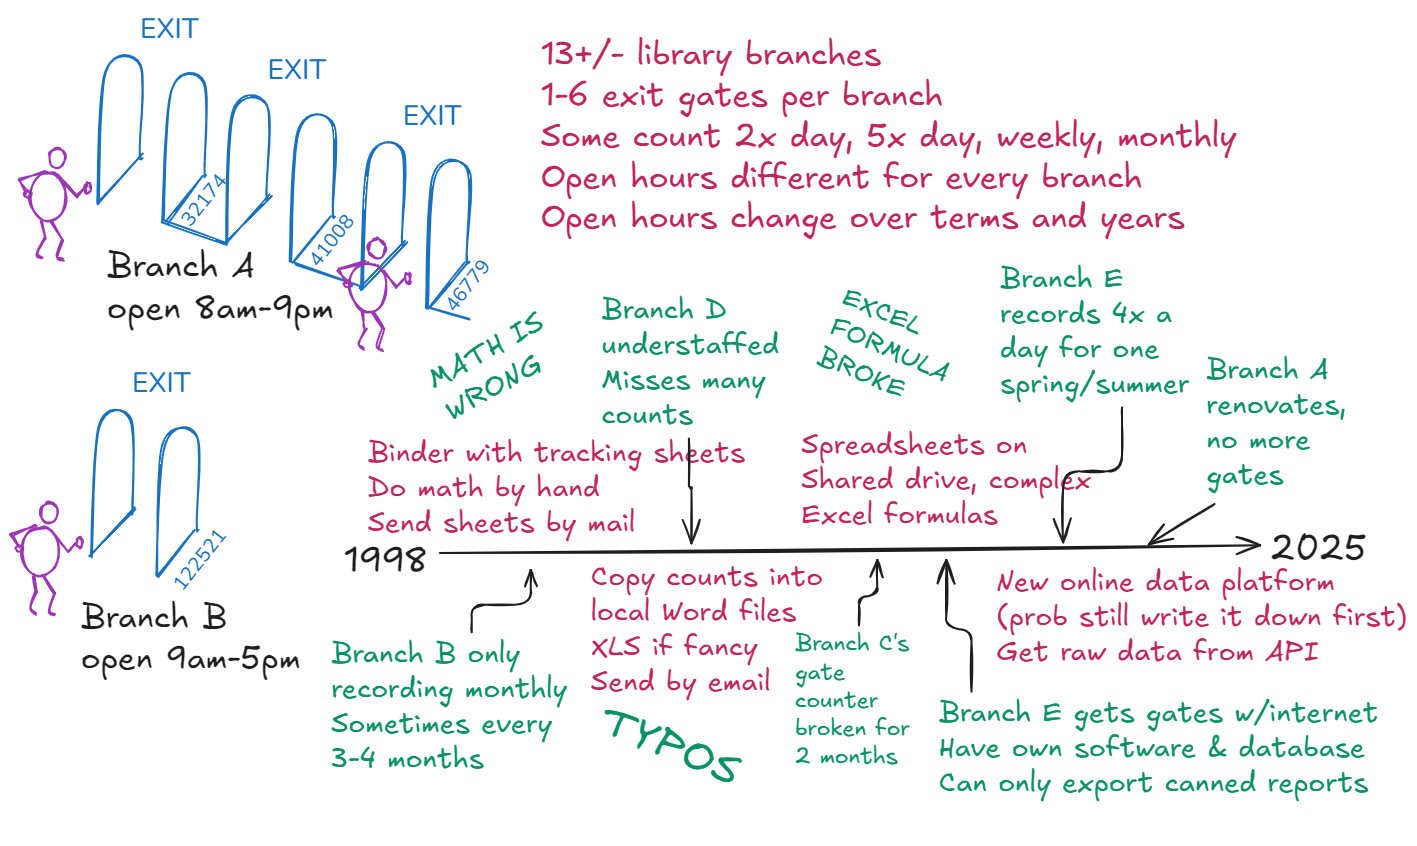 EXIT
EXIT
EXIT
32174
41008
46779
Branch A
open 8am-9pm
EXIT
122521
Branch B
open 9am-5pm
13+/- library branches
1-6 exit gates per branch
Some count 2x day, 5x day, weekly, monthly
Open hours different for every branch
Open hours change over terms and years
MATH IS
WRONG
Branch D
understaffed
Misses many
counts
EXCEL
FORMULA
BROKE
Branch E
records 4x a
day for one
spring/summer
Branch A
renovates,
no more
gates
Binder with tracking sheets
Do math by hand
Send sheets by mail
Spreadsheets on
Shared drive, complex
Excel formulas
1998
2025
Branch B only
recording monthly
Sometimes every
3-4 months
Copy counts into
local Word files
XLS if fancy
Send by email
TYPOS
Branch C's
gate
counter
broken for
2 months
New online data platform
(prob still write it down first)
Get raw data from API
Branch E gets gates w/internet
Have own software & database
Can only export canned reports